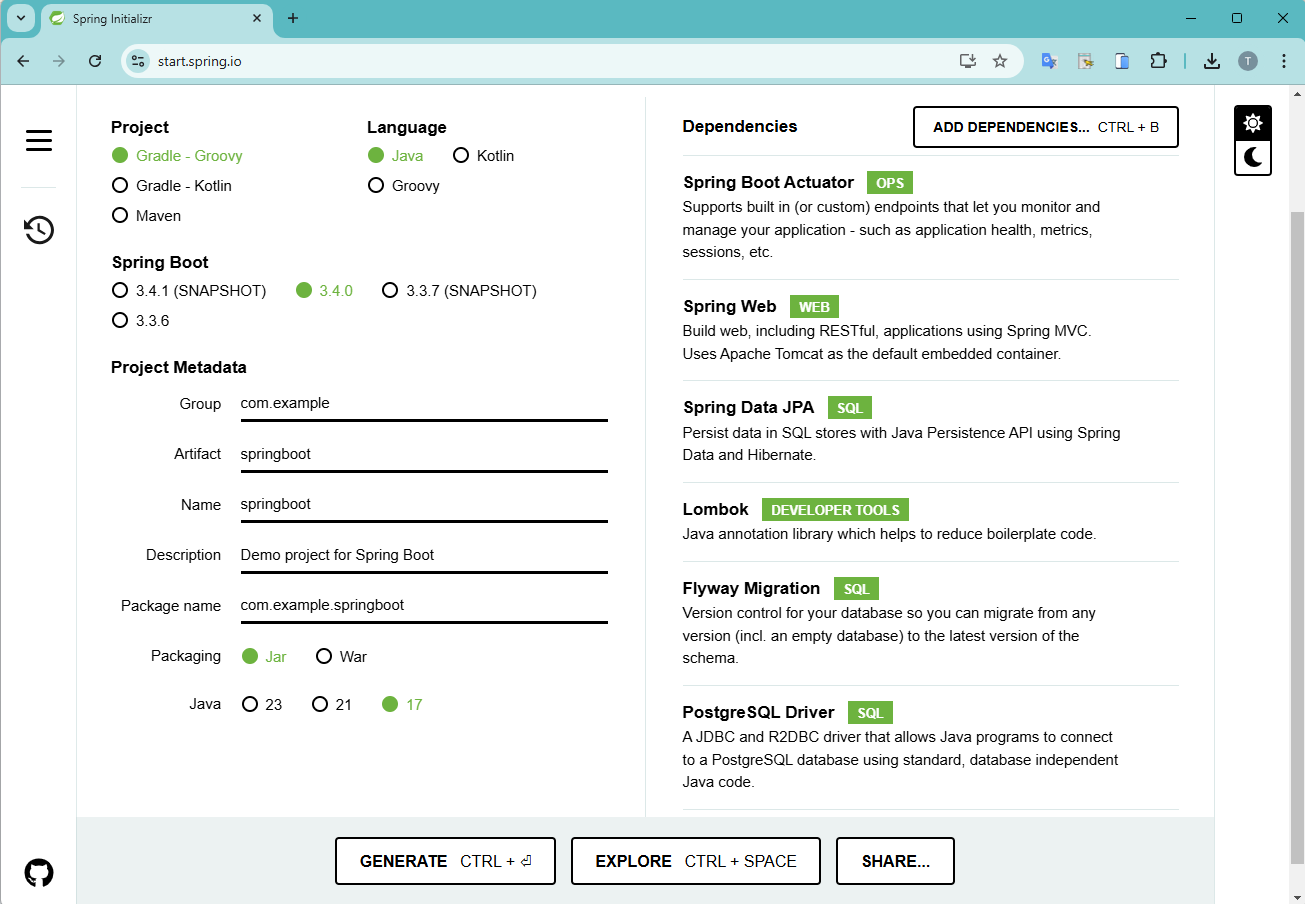 Spring Initializr
start.spring.io
T
Project
Gradle - Groovy
Gradle - Kotlin
Maven
Language
Java Kotlin
Groovy
Spring Boot
3.4.1 (SNAPSHOT) 3.4.0 3.3.7 (SNAPSHOT)
3.3.6
Project Metadata
Group com.example
Artifact springboot
Name springboot
Description Demo project for Spring Boot
Package name com.example.springboot
Packaging Jar War
Java 23 21 17
Dependencies ADD DEPENDENCIES... CTRL + B
Spring Boot Actuator OPS
Supports built in (or custom) endpoints that let you monitor and
manage your application - such as application health, metrics,
sessions, etc.
Spring Web WEB
Build web, including RESTful, applications using Spring MVC.
Uses Apache Tomcat as the default embedded container.
Spring Data JPA SQL
Persist data in SQL stores with Java Persistence API using Spring
Data and Hibernate.
Lombok DEVELOPER TOOLS
Java annotation library which helps to reduce boilerplate code.
Flyway Migration SQL
Version control for your database so you can migrate from any
version (incl. an empty database) to the latest version of the
schema.
PostgreSQL Driver SQL
A JDBC and R2DBC driver that allows Java programs to connect
to a PostgreSQL database using standard, database independent
Java code.
GENERATE CTRL + ⏎ EXPLORE CTRL + SPACE SHARE...